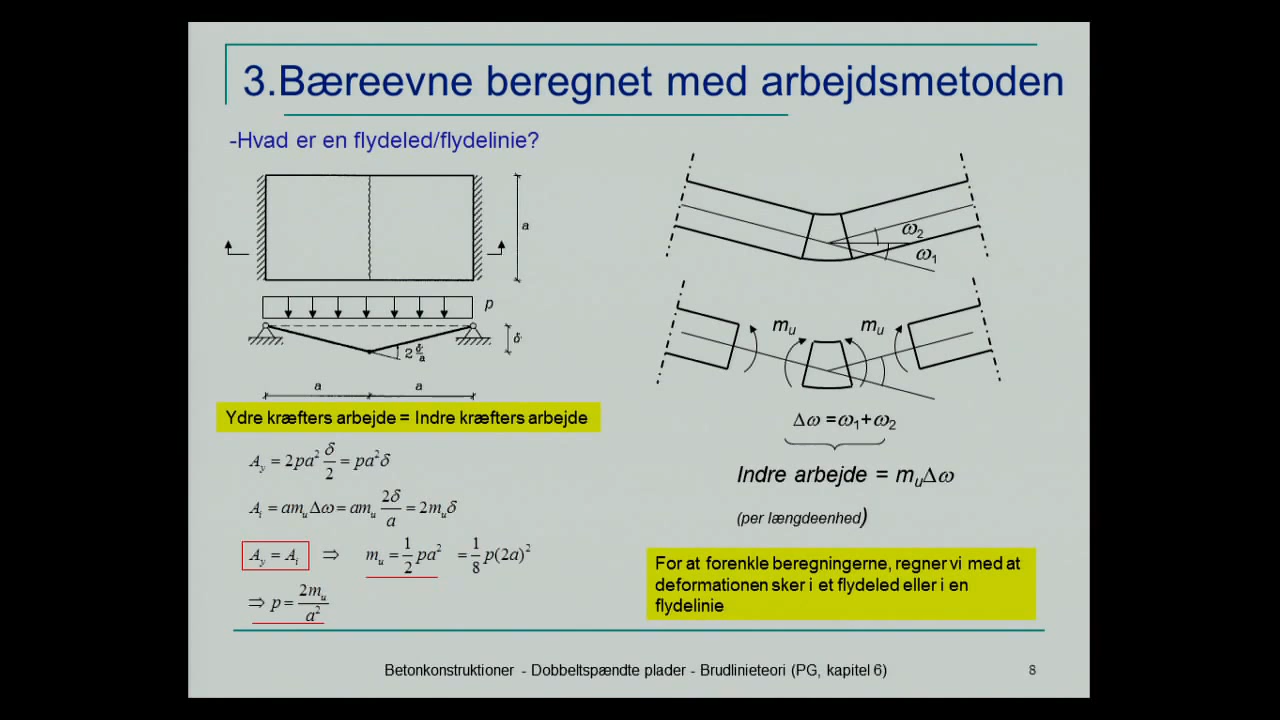 3.Bæreevne beregnet med arbejdsmetoden
-Hvad er en flydeled/flydelinie?
a
p
δ
2 δ/a
a a
Ydre kræfters arbejde = Indre kræfters arbejde
A_y = 2pa² δ/2 = pa²δ
A_i = am_u Δω = am_u 2δ/a = 2m_u δ
A_y = A_i ⇒ m_u = 1/2 pa² = 1/8 p(2a)²
⇒ p = 2m_u/a²
ω₂
ω₁
m_u m_u
Δω =ω₁+ω₂
Indre arbejde = m_uΔω
(per længdeenhed)
For at forenkle beregningerne, regner vi med at
deformationen sker i et flydeled eller i en
flydelinie
Betonkonstruktioner - Dobbeltspændte plader - Brudlinieteori (PG, kapitel 6)
8